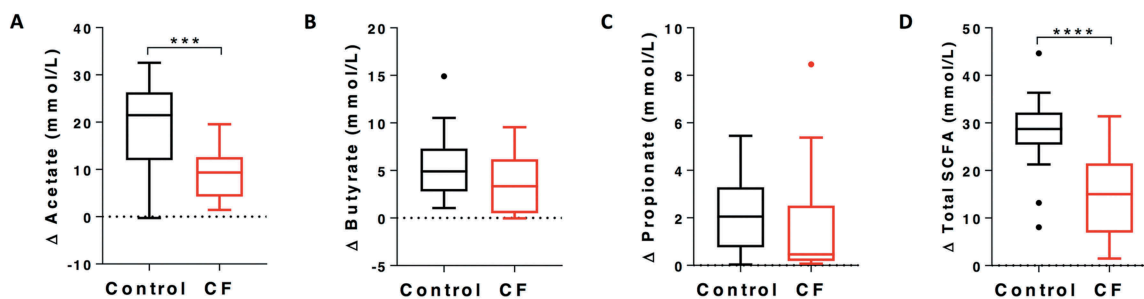 A
Δ Acetate (mmol/L)
40
30
20
10
0
-10
***
Control CF
B
Δ Butyrate (mmol/L)
20
15
10
5
0
-5
Control CF
C
Δ Propionate (mmol/L)
10
8
6
4
2
0
Control CF
D
Δ Total SCFA (mmol/L)
50
40
30
20
10
0
****
Control CF